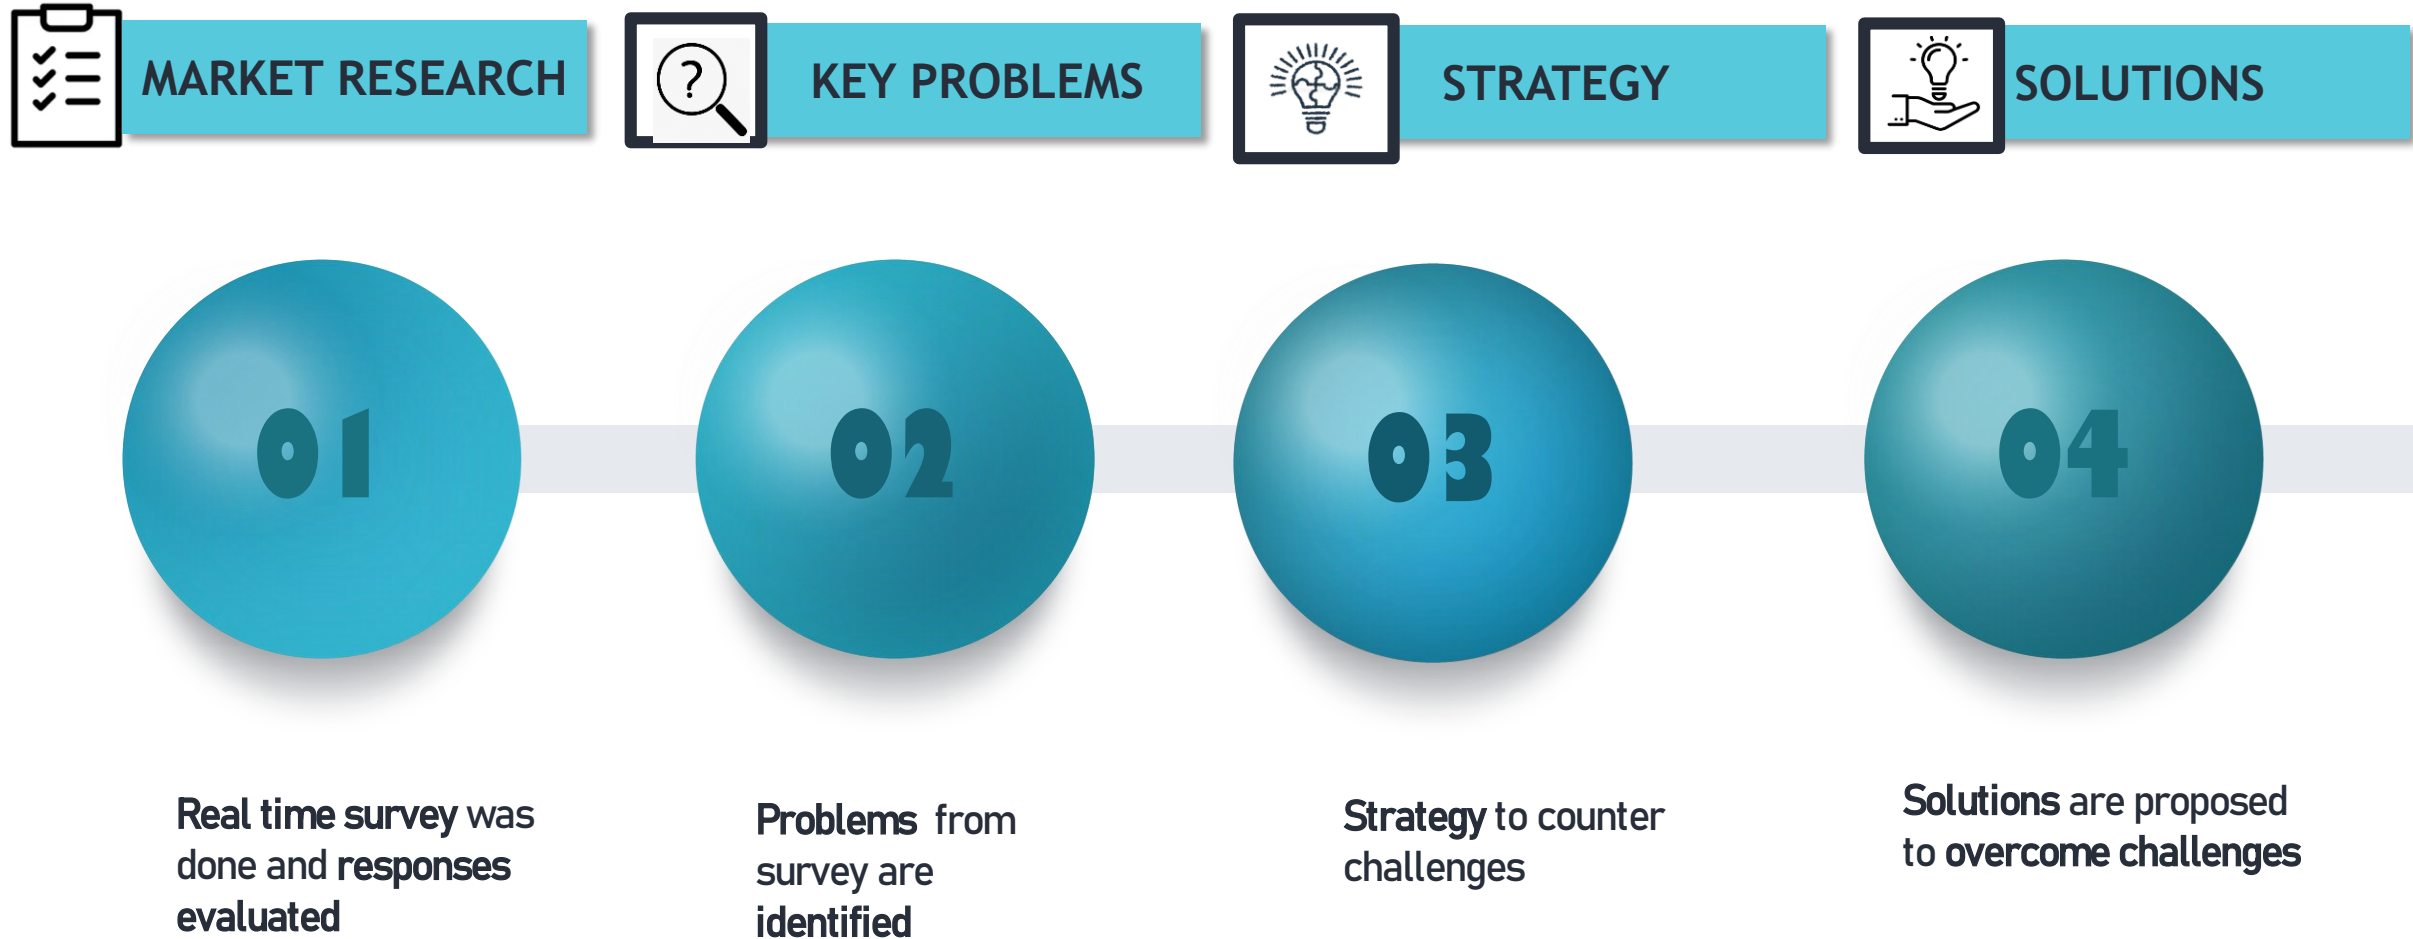 MARKET RESEARCH
KEY PROBLEMS
?
STRATEGY
SOLUTIONS
01
02
03
04
Real time survey was
done and responses
evaluated
Problems from
survey are
identified
Strategy to counter
challenges
Solutions are proposed
to overcome challenges